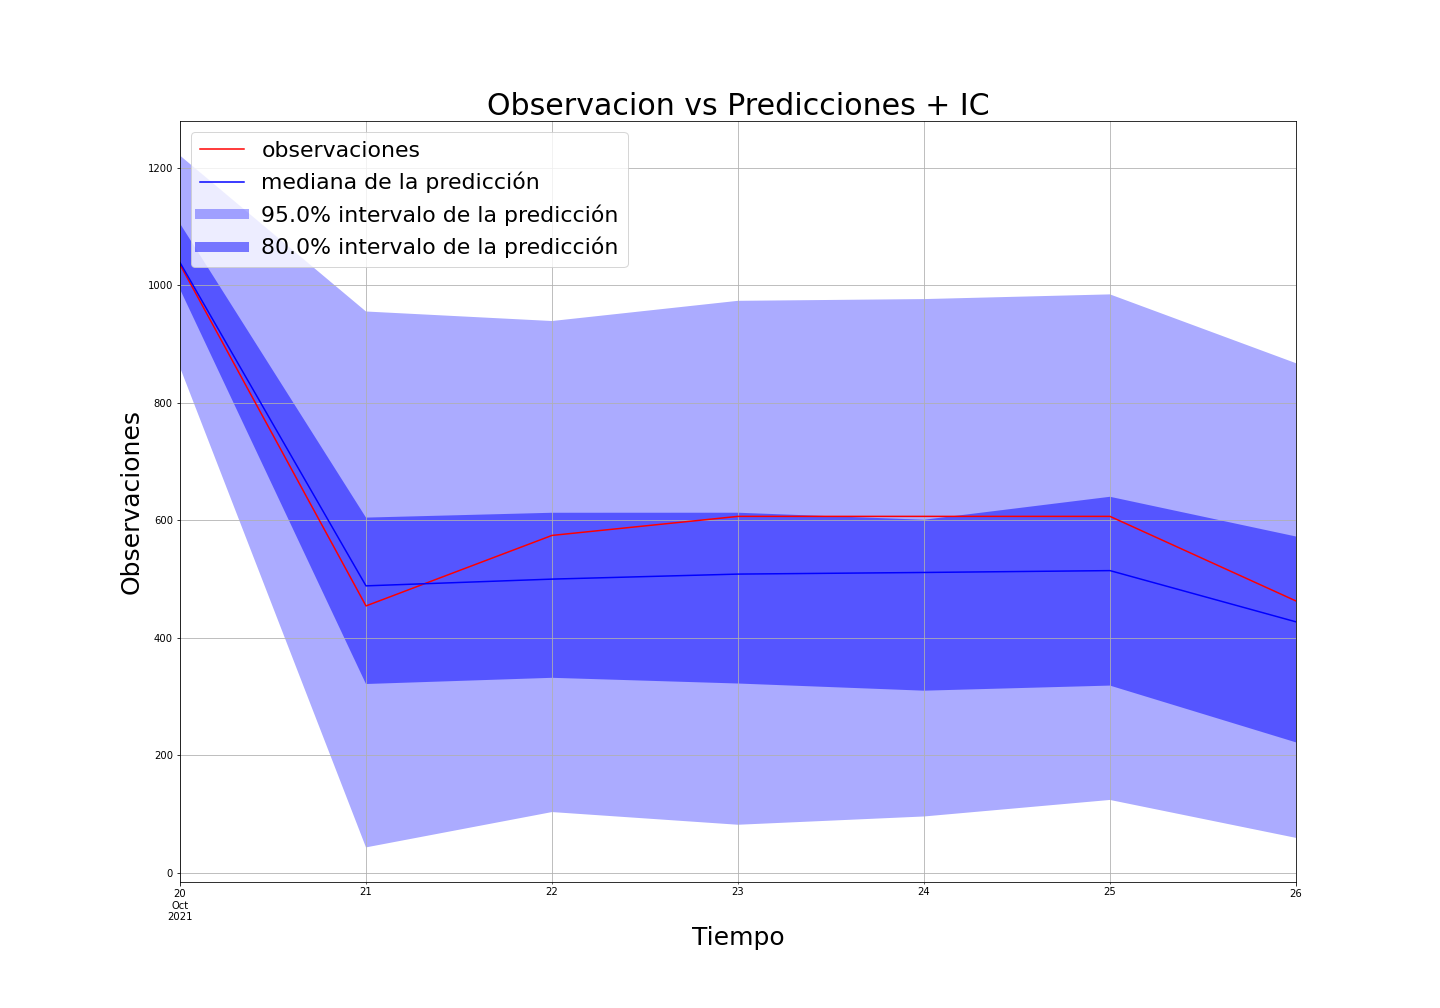 Observacion vs Predicciones + IC
observaciones
mediana de la predicción
95.0% intervalo de la predicción
80.0% intervalo de la predicción
Observaciones
1200
1000
800
600
400
200
0
20 21 22 23 24 25 26
Oct
2021
Tiempo